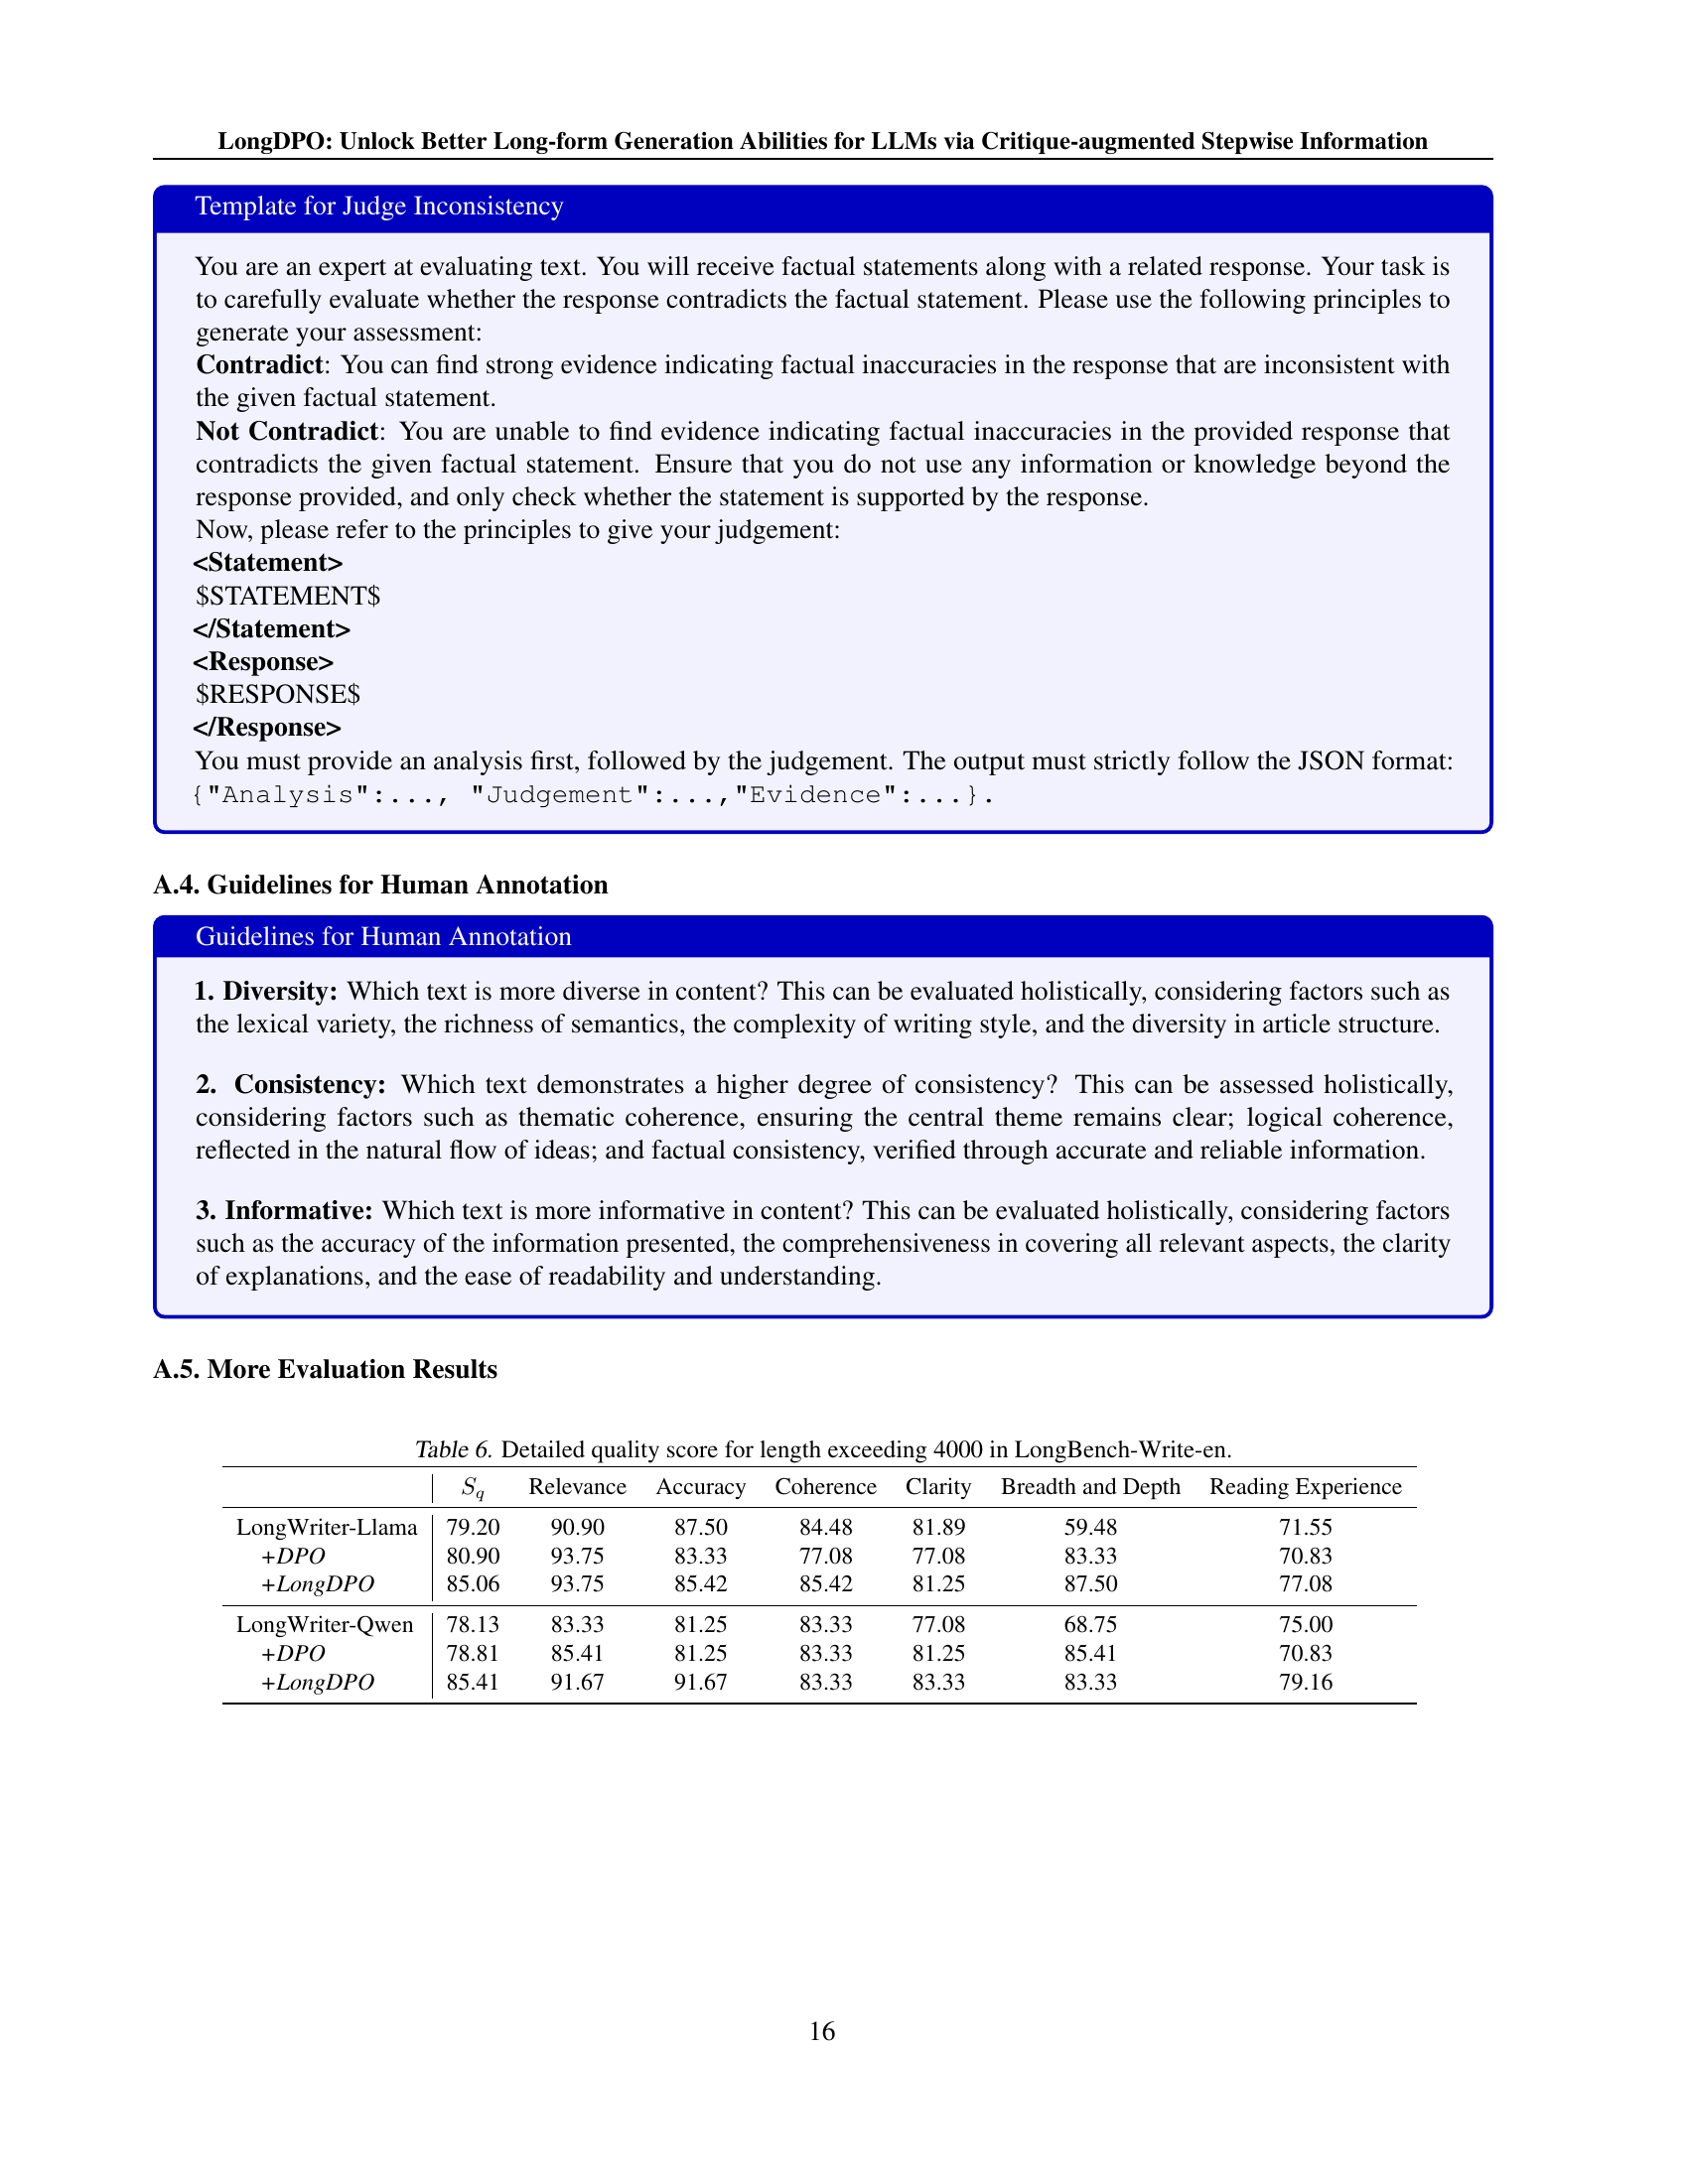 LongDPO: Unlock Better Long-form Generation Abilities for LLMs via Critique-augmented Stepwise Information
Template for Judge Inconsistency
You are an expert at evaluating text. You will receive factual statements along with a related response. Your task is
to carefully evaluate whether the response contradicts the factual statement. Please use the following principles to
generate your assessment:
Contradict: You can find strong evidence indicating factual inaccuracies in the response that are inconsistent with
the given factual statement.
Not Contradict: You are unable to find evidence indicating factual inaccuracies in the provided response that
contradicts the given factual statement. Ensure that you do not use any information or knowledge beyond the
response provided, and only check whether the statement is supported by the response.
Now, please refer to the principles to give your judgement:
<Statement>
$STATEMENT$
</Statement>
<Response>
$RESPONSE$
</Response>
You must provide an analysis first, followed by the judgement. The output must strictly follow the JSON format:
{"Analysis":..., "Judgement":...,"Evidence":...}.
A.4. Guidelines for Human Annotation
Guidelines for Human Annotation
1. Diversity: Which text is more diverse in content? This can be evaluated holistically, considering factors such as
the lexical variety, the richness of semantics, the complexity of writing style, and the diversity in article structure.
2. Consistency: Which text demonstrates a higher degree of consistency? This can be assessed holistically,
considering factors such as thematic coherence, ensuring the central theme remains clear; logical coherence,
reflected in the natural flow of ideas; and factual consistency, verified through accurate and reliable information.
3. Informative: Which text is more informative in content? This can be evaluated holistically, considering factors
such as the accuracy of the information presented, the comprehensiveness in covering all relevant aspects, the clarity
of explanations, and the ease of readability and understanding.
A.5. More Evaluation Results
Table 6. Detailed quality score for length exceeding 4000 in LongBench-Write-en.
Sq Relevance Accuracy Coherence Clarity Breadth and Depth Reading Experience
LongWriter-Llama 79.20 90.90 87.50 84.48 81.89 59.48 71.55
+DPO 80.90 93.75 83.33 77.08 77.08 83.33 70.83
+LongDPO 85.06 93.75 85.42 85.42 81.25 87.50 77.08
LongWriter-Qwen 78.13 83.33 81.25 83.33 77.08 68.75 75.00
+DPO 78.81 85.41 81.25 83.33 81.25 85.41 70.83
+LongDPO 85.41 91.67 91.67 83.33 83.33 83.33 79.16
16